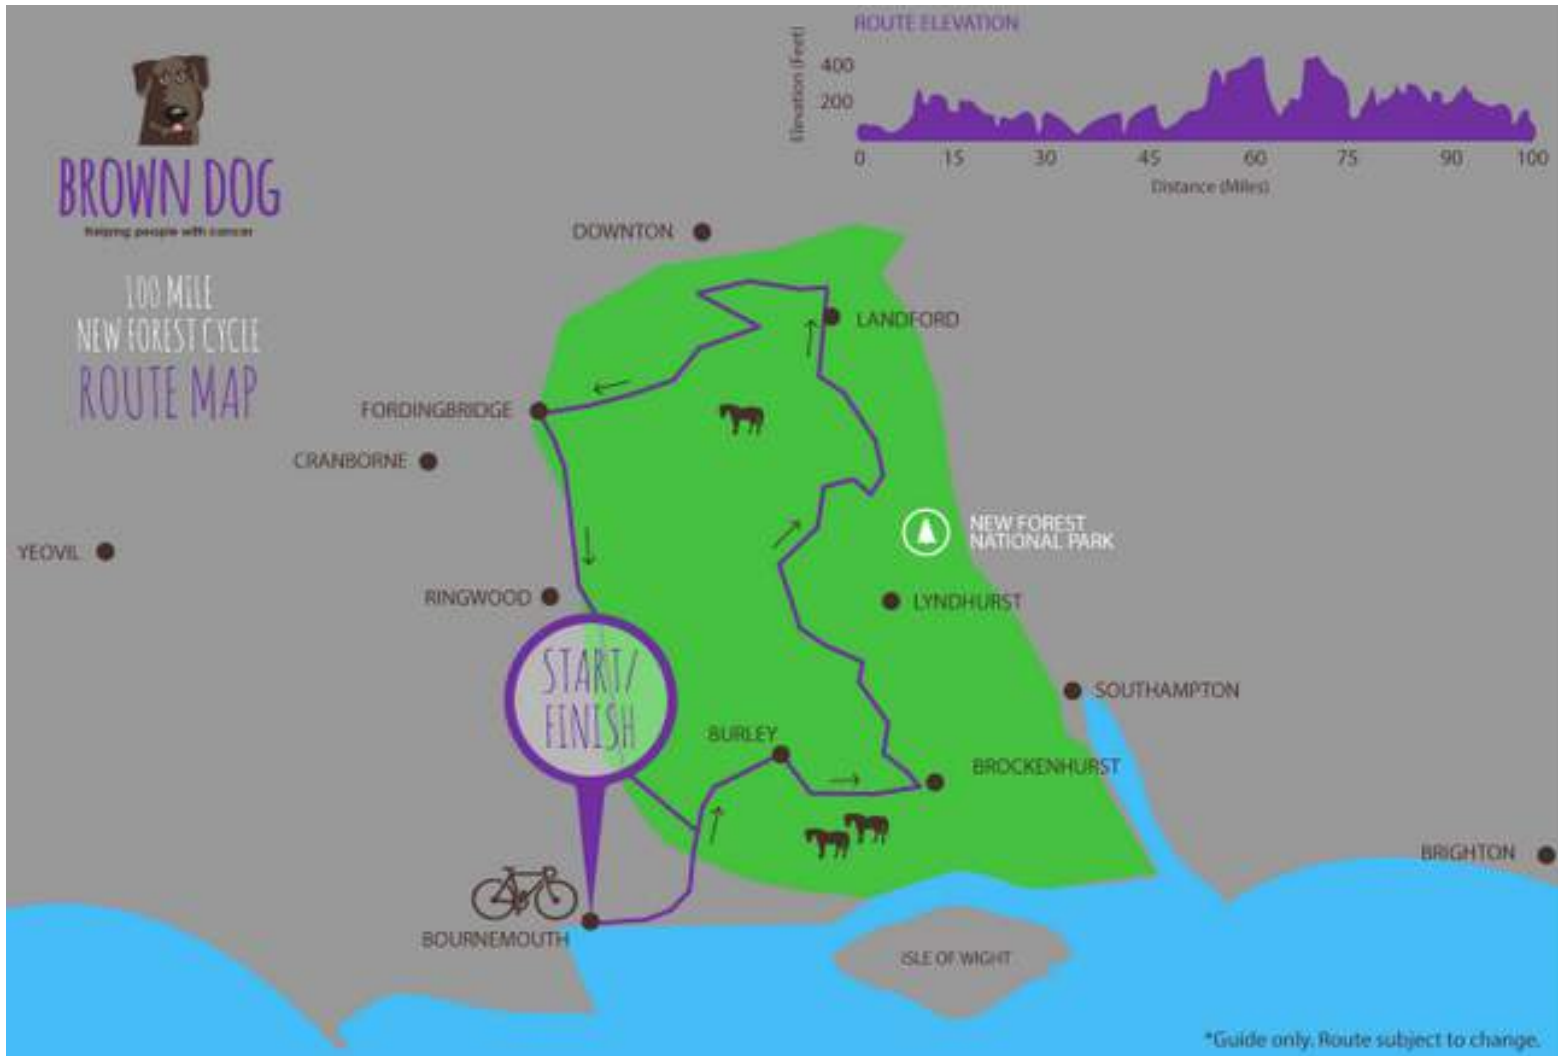 ROUTE ELEVATION
Elevation (Feet)
400
200
0 15 30 45 60 75 90 100
Distance (Miles)
BROWN DOG
helping people with cancer
100 MILE
NEW FOREST CYCLE
ROUTE MAP
DOWNTON
LANDFORD
FORDINGBRIDGE
CRANBORNE
NEW FOREST
NATIONAL PARK
YEOVIL
RINGWOOD
LYNDHURST
START/
FINISH
SOUTHAMPTON
BURLEY
BROCKENHURST
BRIGHTON
BOURNEMOUTH
ISLE OF WIGHT
*Guide only. Route subject to change.